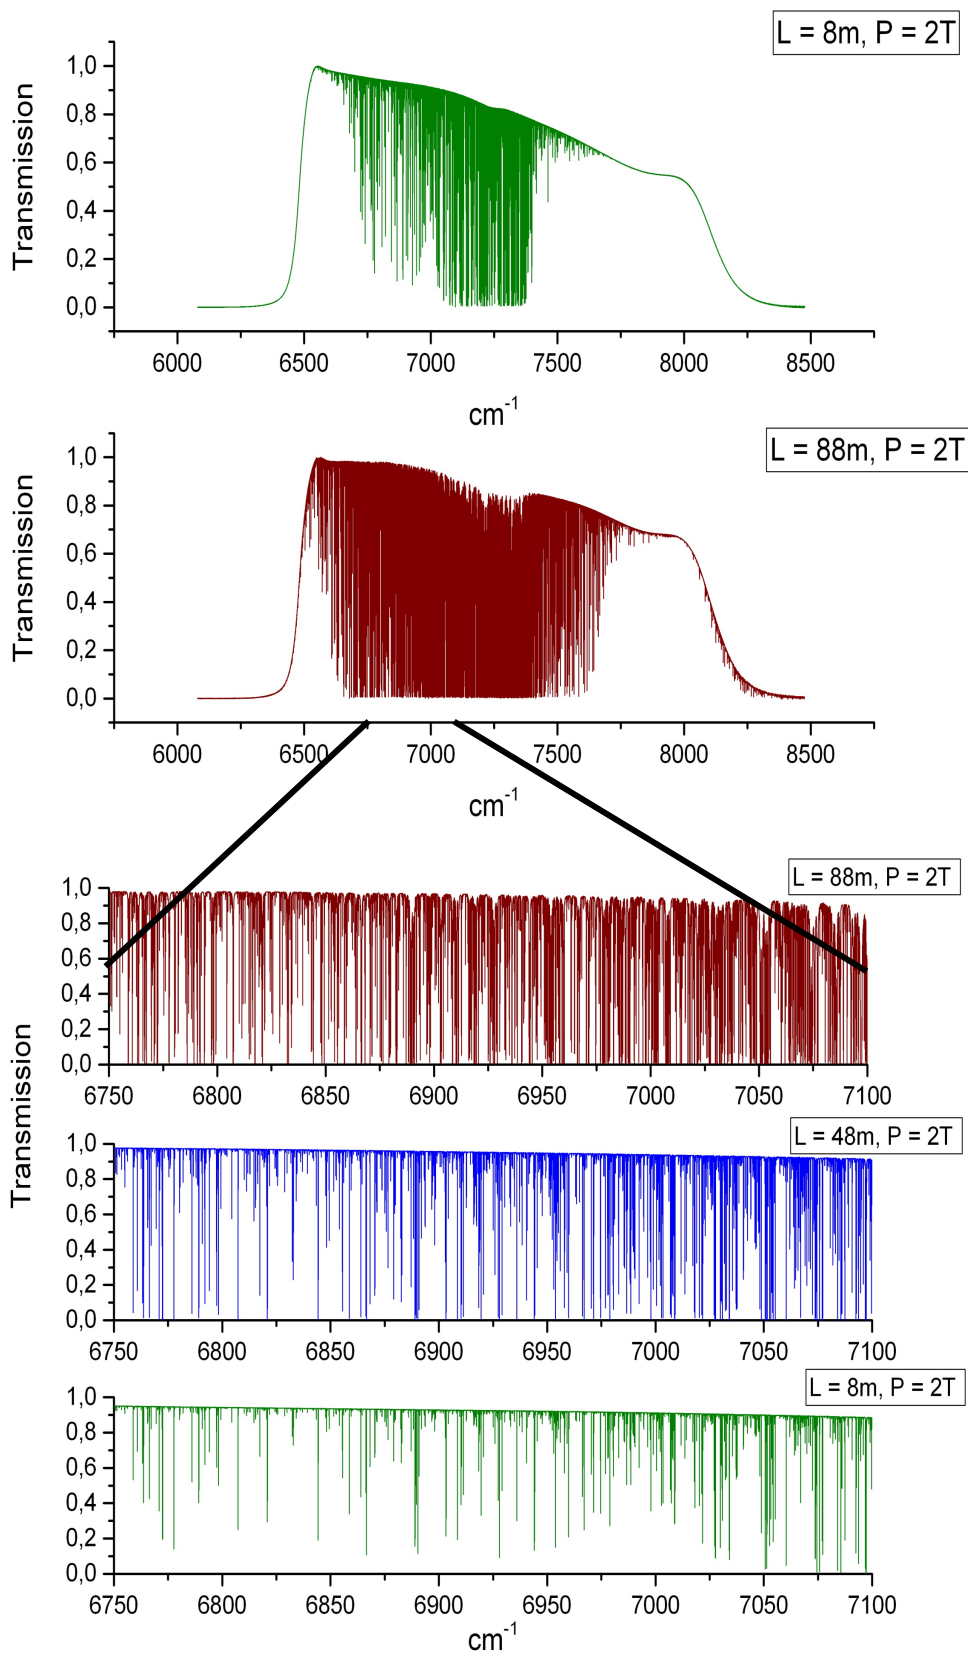 L = 8m, P = 2T
Transmission
1,0
0,8
0,6
0,4
0,2
0,0
6000 6500 7000 7500 8000 8500
cm-1
L = 88m, P = 2T
Transmission
1,0
0,8
0,6
0,4
0,2
0,0
6000 6500 7000 7500 8000 8500
cm-1
L = 88m, P = 2T
1,0
0,8
0,6
0,4
0,2
0,0
6750 6800 6850 6900 6950 7000 7050 7100
Transmission
L = 48m, P = 2T
1,0
0,8
0,6
0,4
0,2
0,0
6750 6800 6850 6900 6950 7000 7050 7100
L = 8m, P = 2T
1,0
0,8
0,6
0,4
0,2
0,0
6750 6800 6850 6900 6950 7000 7050 7100
cm-1